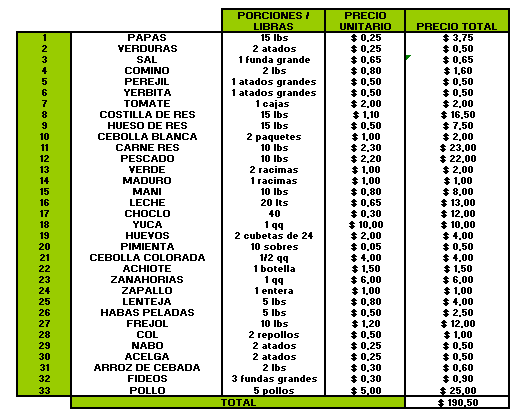 PORCIONES / LIBRAS PRECIO UNITARIO PRECIO TOTAL
1 PAPAS 15 lbs $ 0,25 $ 3,75
2 VERDURAS 2 atados $ 0,25 $ 0,50
3 SAL 1 funda grande $ 0,65 $ 0,65
4 COMINO 2 lbs $ 0,80 $ 1,60
5 PEREJIL 1 atados grandes $ 0,50 $ 0,50
6 YERBITA 1 atados grandes $ 0,50 $ 0,50
7 TOMATE 1 cajas $ 2,00 $ 2,00
8 COSTILLA DE RES 15 lbs $ 1,10 $ 16,50
9 HUESO DE RES 15 lbs $ 0,50 $ 7,50
10 CEBOLLA BLANCA 2 paquetes $ 1,00 $ 2,00
11 CARNE RES 10 lbs $ 2,30 $ 23,00
12 PESCADO 10 lbs $ 2,20 $ 22,00
13 VERDE 2 racimas $ 1,00 $ 2,00
14 MADURO 1 racimas $ 1,00 $ 1,00
15 MANI 10 lbs $ 0,80 $ 8,00
16 LECHE 20 lts $ 0,65 $ 13,00
17 CHOCLO 40 $ 0,30 $ 12,00
18 YUCA 1 qq $ 10,00 $ 10,00
19 HUEVOS 2 cubetas de 24 $ 2,00 $ 4,00
20 PIMIENTA 10 sobres $ 0,05 $ 0,50
21 CEBOLLA COLORADA 1/2 qq $ 4,00 $ 4,00
22 ACHIOTE 1 botella $ 1,50 $ 1,50
23 ZANAHORIAS 1 qq $ 6,00 $ 6,00
24 ZAPALLO 1 entera $ 1,00 $ 1,00
25 LENTEJA 5 lbs $ 0,80 $ 4,00
26 HABAS PELADAS 5 lbs $ 0,50 $ 2,50
27 FREJOL 10 lbs $ 1,20 $ 12,00
28 COL 2 repollos $ 0,50 $ 1,00
29 NABO 2 atados $ 0,25 $ 0,50
30 ACELGA 2 atados $ 0,25 $ 0,50
31 ARROZ DE CEBADA 2 lbs $ 0,30 $ 0,60
32 FIDEOS 3 fundas grandes $ 0,30 $ 0,90
33 POLLO 5 pollos $ 5,00 $ 25,00
TOTAL $ 190,50